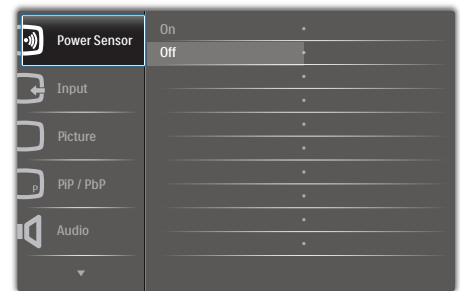 Power Sensor
On
Off
Input
Picture
P
PiP / PbP
Audio